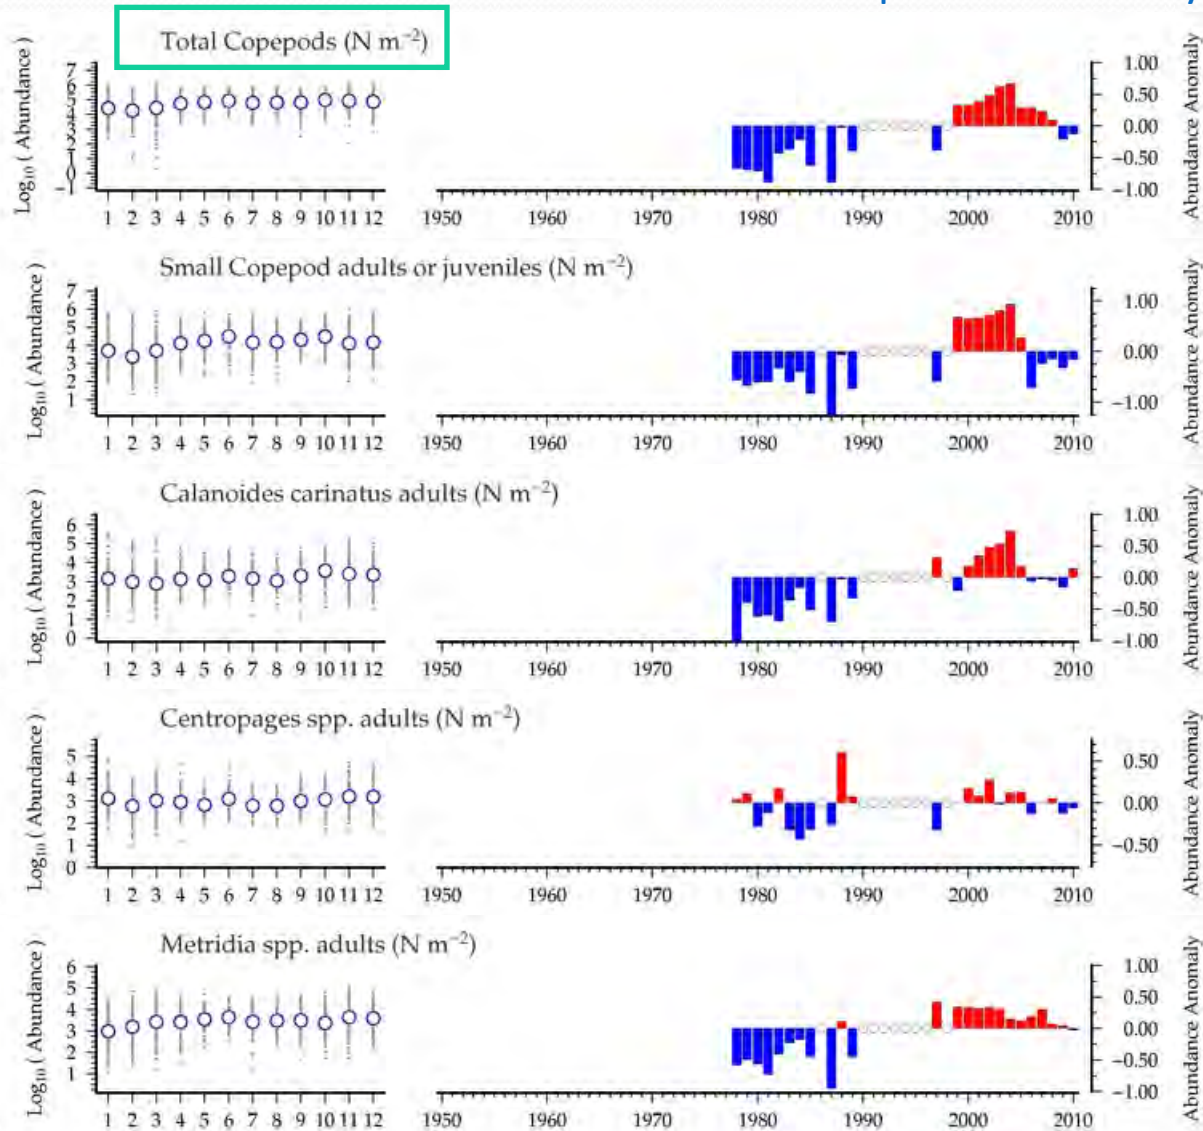 Total Copepods (N m⁻²)
Log₁₀ ( Abundance )
7
6
5
4
3
2
1
0
−1
1 2 3 4 5 6 7 8 9 10 11 12
1950 1960 1970 1980 1990 2000 2010
1.00
0.50
0.00
−0.50
−1.00
Abundance Anomaly
Small Copepod adults or juveniles (N m⁻²)
Log₁₀ ( Abundance )
7
6
5
4
3
2
1
1 2 3 4 5 6 7 8 9 10 11 12
1950 1960 1970 1980 1990 2000 2010
1.00
0.00
−1.00
Abundance Anomaly
Calanoides carinatus adults (N m⁻²)
Log₁₀ ( Abundance )
6
5
4
3
2
1
0
1 2 3 4 5 6 7 8 9 10 11 12
1950 1960 1970 1980 1990 2000 2010
1.00
0.50
0.00
−0.50
−1.00
Abundance Anomaly
Centropages spp. adults (N m⁻²)
Log₁₀ ( Abundance )
5
4
3
2
1
0
1 2 3 4 5 6 7 8 9 10 11 12
1950 1960 1970 1980 1990 2000 2010
0.50
0.00
−0.50
Abundance Anomaly
Metridia spp. adults (N m⁻²)
Log₁₀ ( Abundance )
6
5
4
3
2
1
1.00
0.50
0.00
−0.50
−1.00
Abundance Anomaly
1 2 3 4 5 6 7 8 9 10 11 12
1950 1960 1970 1980 1990 2000 2010